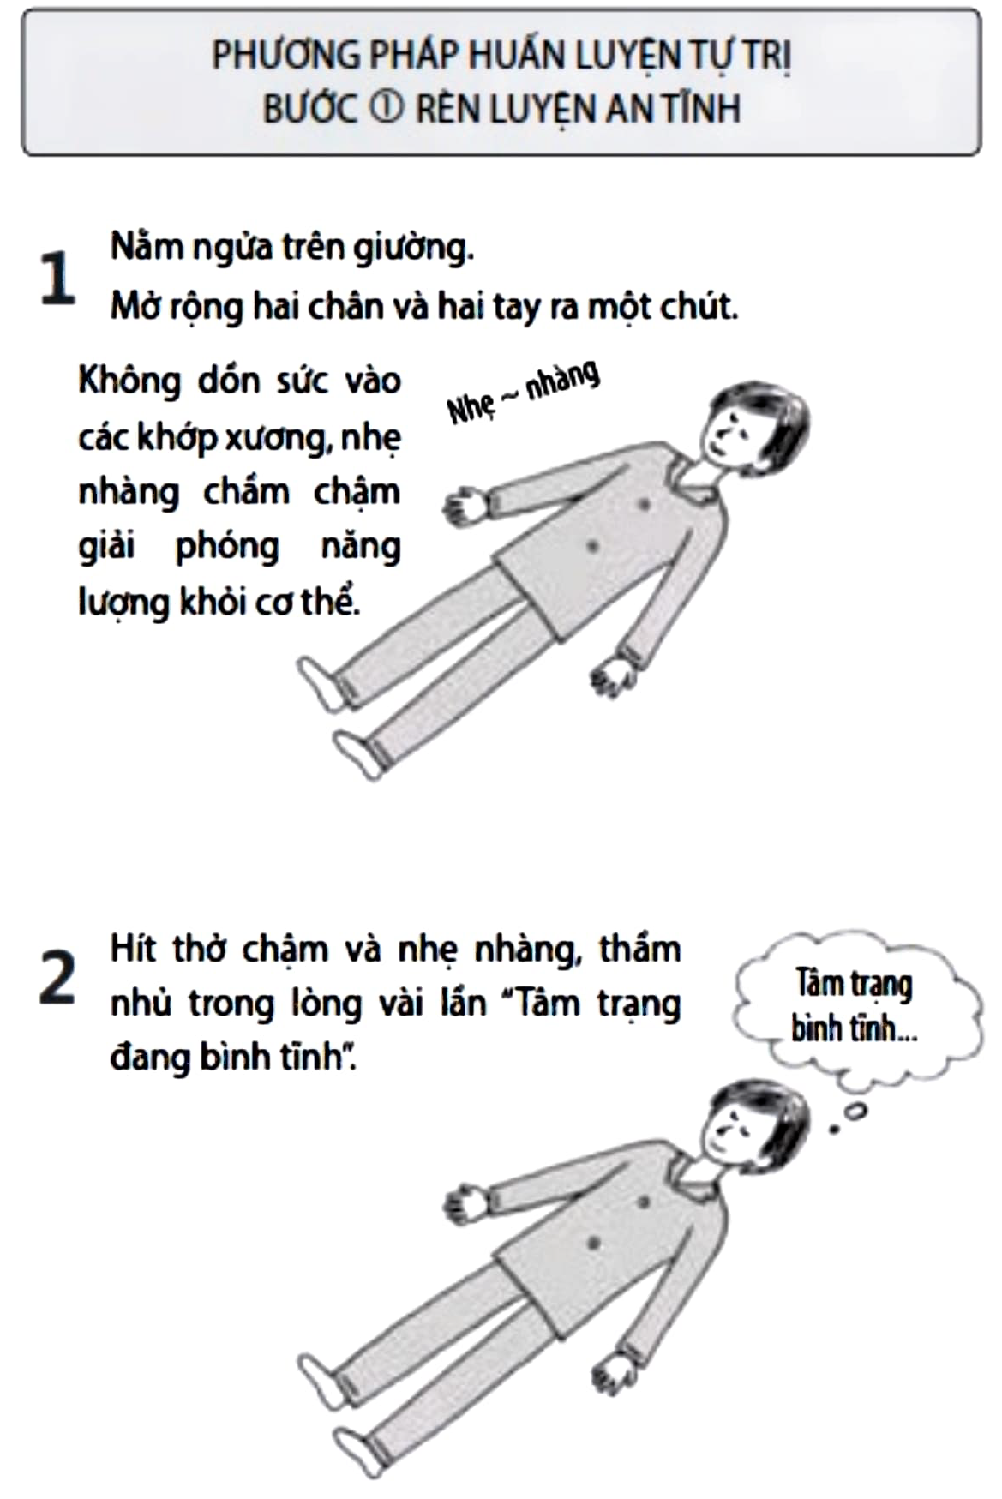 PHƯƠNG PHÁP HUẤN LUYỆN TỰ TRỊ
BƯỚC ① RÈN LUYỆN AN TĨNH
1
Nằm ngửa trên giường.
Mở rộng hai chân và hai tay ra một chút.
Không dồn sức vào
các khớp xương, nhẹ
nhàng chầm chậm
giải phóng năng
lượng khỏi cơ thể.
Nhẹ ~ nhàng
2
Hít thở chậm và nhẹ nhàng, thầm
nhủ trong lòng vài lần “Tâm trạng
đang bình tĩnh”.
Tâm trạng
bình tĩnh...